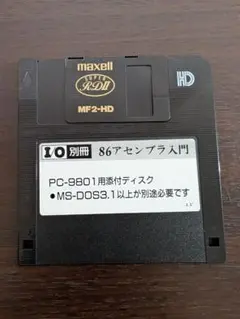 maxell
SUPER
RDII
MF2-HD
HD
I/O 別冊 86アセンブラ入門
PC-9801用添付ディスク
●MS-DOS3.1以上が別途必要です